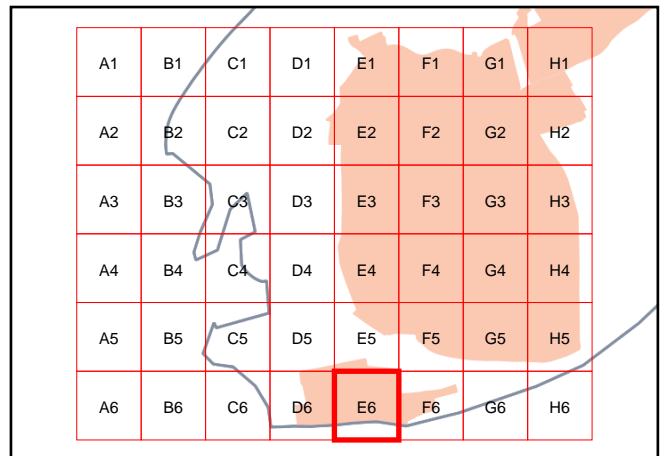 A1 B1 C1 D1 E1 F1 G1 H1
A2 B2 C2 D2 E2 F2 G2 H2
A3 B3 C3 D3 E3 F3 G3 H3
A4 B4 C4 D4 E4 F4 G4 H4
A5 B5 C5 D5 E5 F5 G5 H5
A6 B6 C6 D6 E6 F6 G6 H6